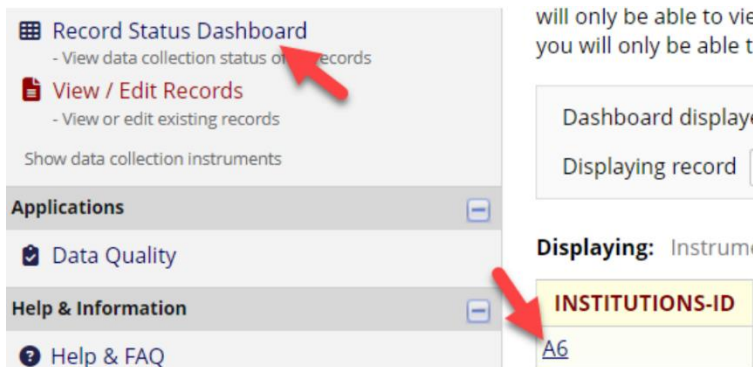 Record Status Dashboard
- View data collection status of records
View / Edit Records
- View or edit existing records
Show data collection instruments
Applications
Data Quality
Help & Information
Help & FAQ
will only be able to vie
you will only be able t
Dashboard displaye
Displaying record
Displaying: Instrume
INSTITUTIONS-ID
A6